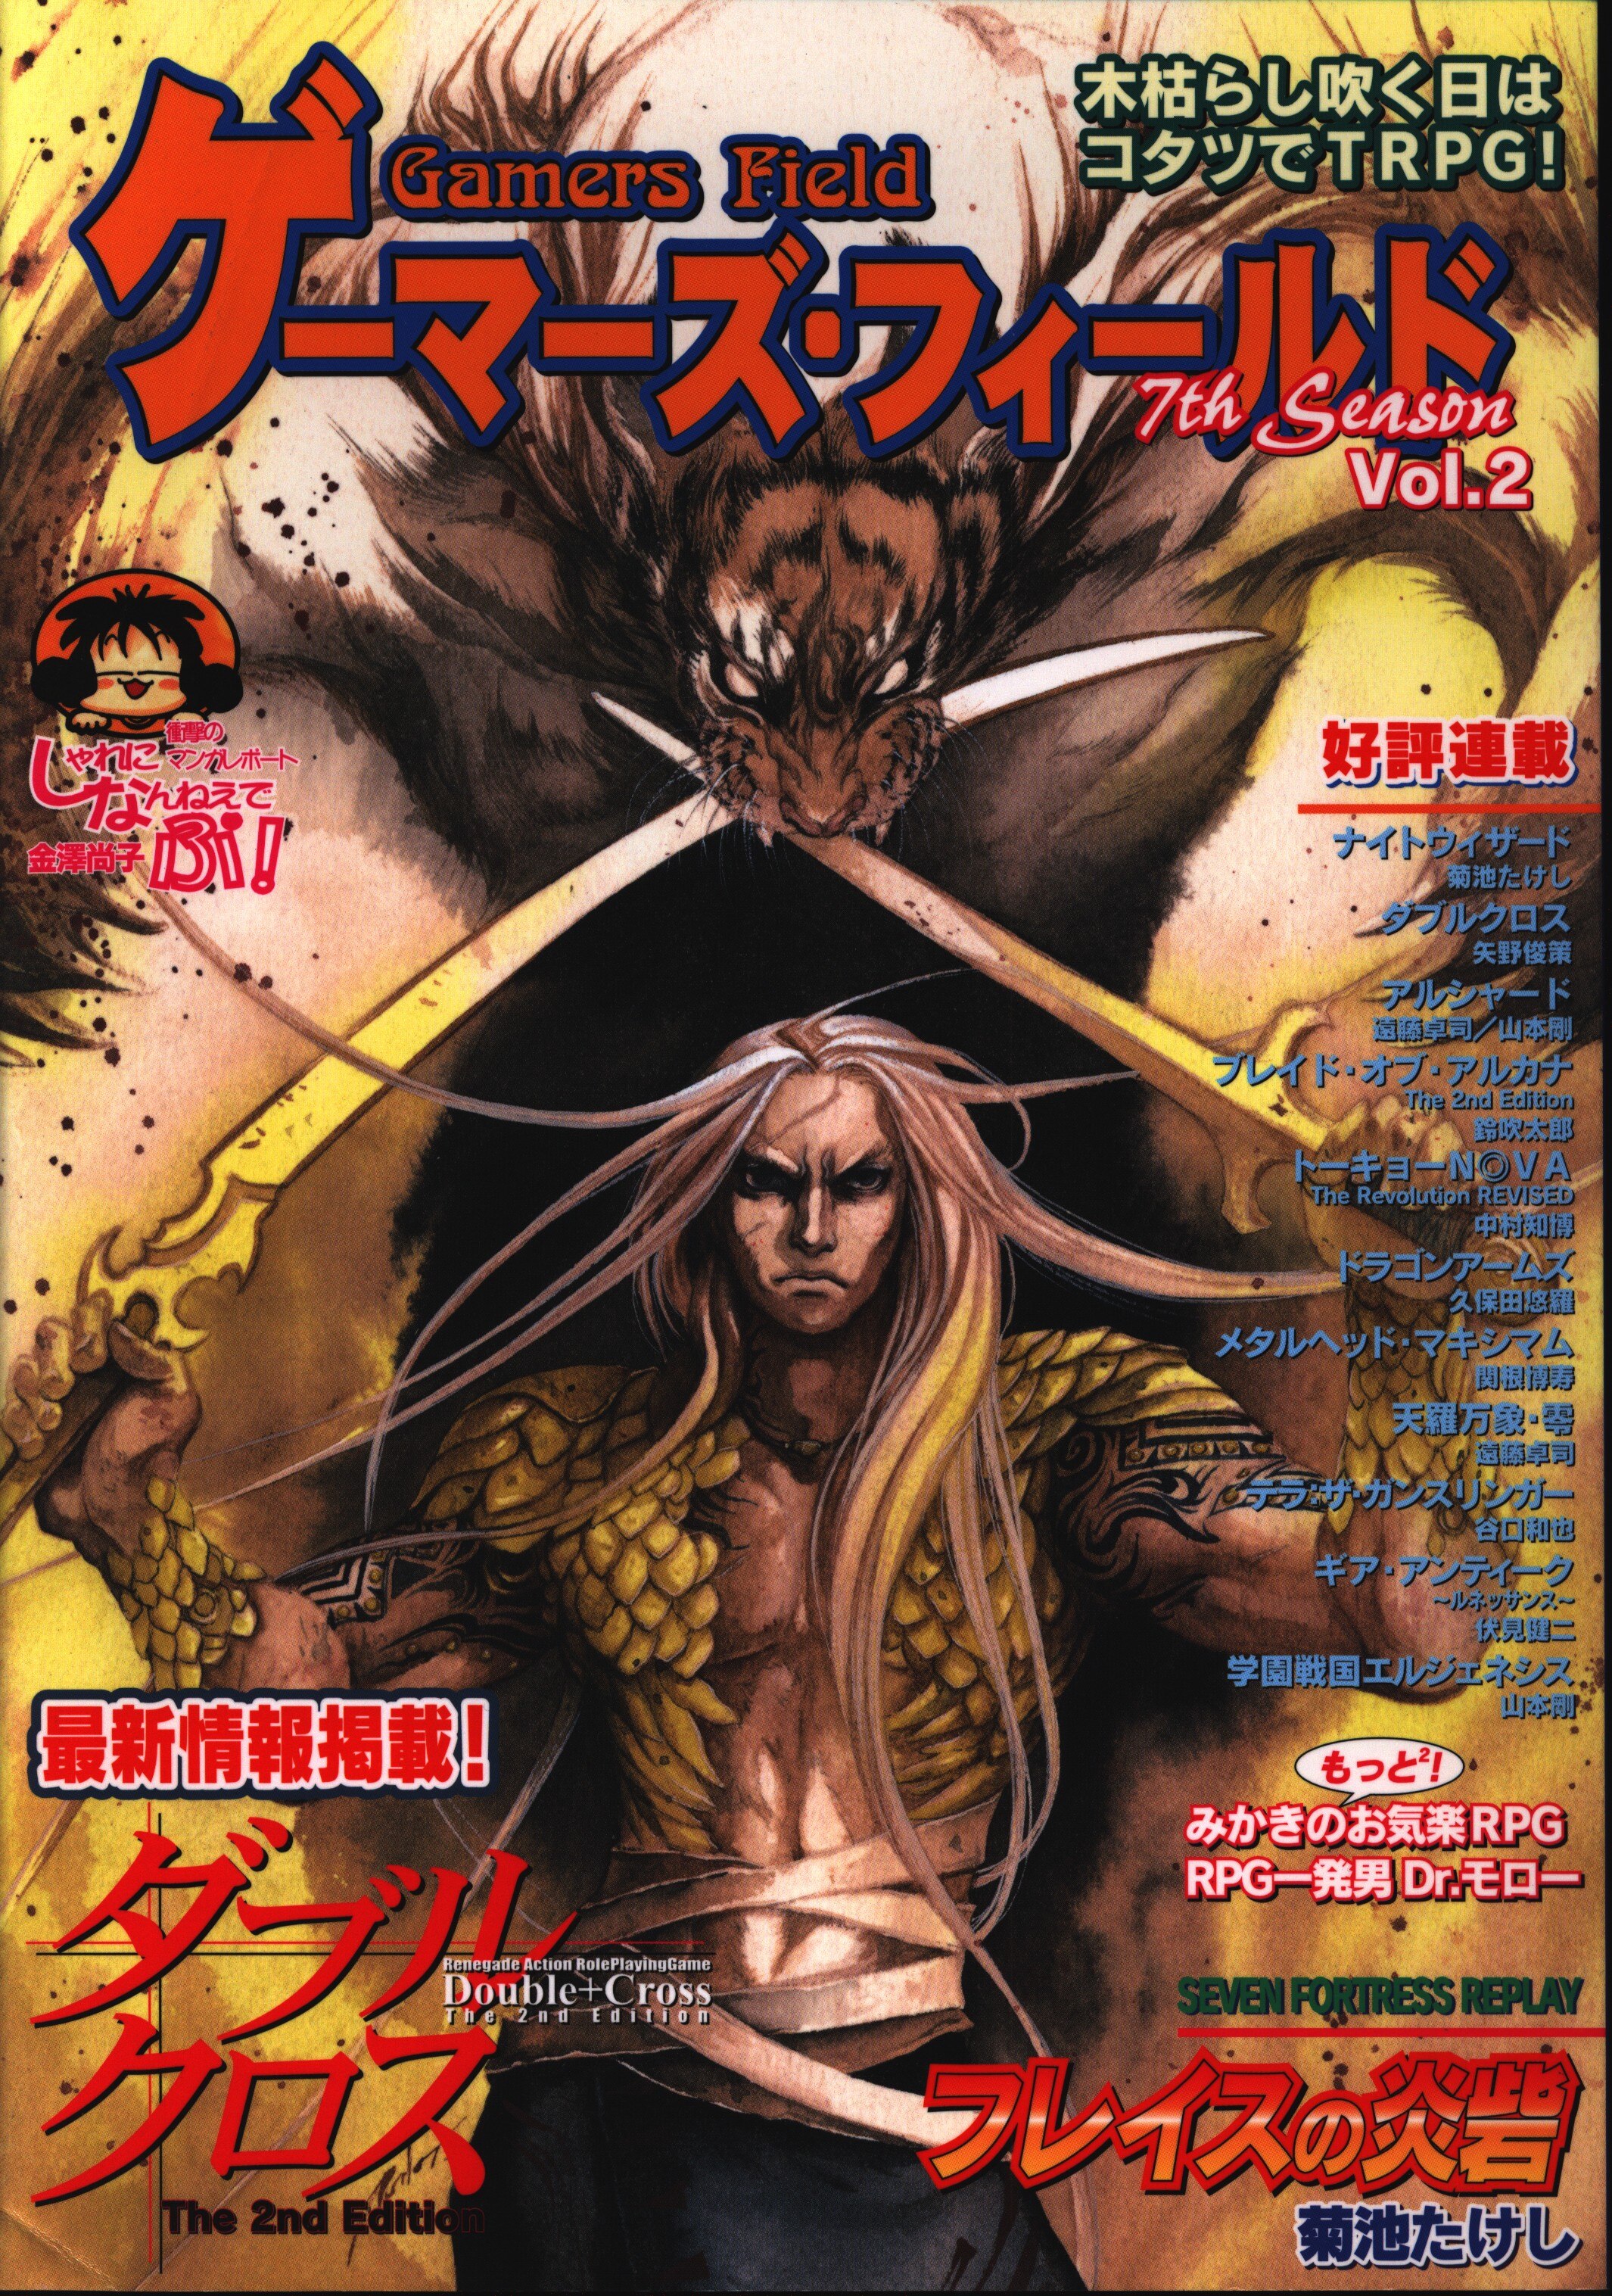 木枯らし吹く日は
コタツでTRPG!
Gamers Field
ゲーマーズ・フィールド
7th Season
Vol.2
衝撃の
マンガレポート
しゃれに
なんねえで
ぷい!
金澤尚子
好評連載
ナイトウィザード
菊池たけし
ダブルクロス
矢野俊策
アルシャード
遠藤卓司／山本剛
ブレイド・オブ・アルカナ
The 2nd Edition
鈴吹太郎
トーキョーN◎VA
The Revolution REVISED
中村知博
ドラゴンアームズ
久保田悠羅
メタルヘッド・マキシマム
関根博寿
天羅万象・零
遠藤卓司
テラ:ザ・ガンスリンガー
谷口和也
ギア・アンティーク
～ルネッサンス～
伏見健二
学園戦国エルジェネシス
山本剛
もっと²!
みかきのお気楽RPG
RPG一発男 Dr.モロー
最新情報掲載!
ダブル
クロス
Renegade Action RolePlayingGame
Double+Cross
The 2nd Edition
The 2nd Edition
SEVEN FORTRESS REPLAY
フレイスの炎砦
菊池たけし